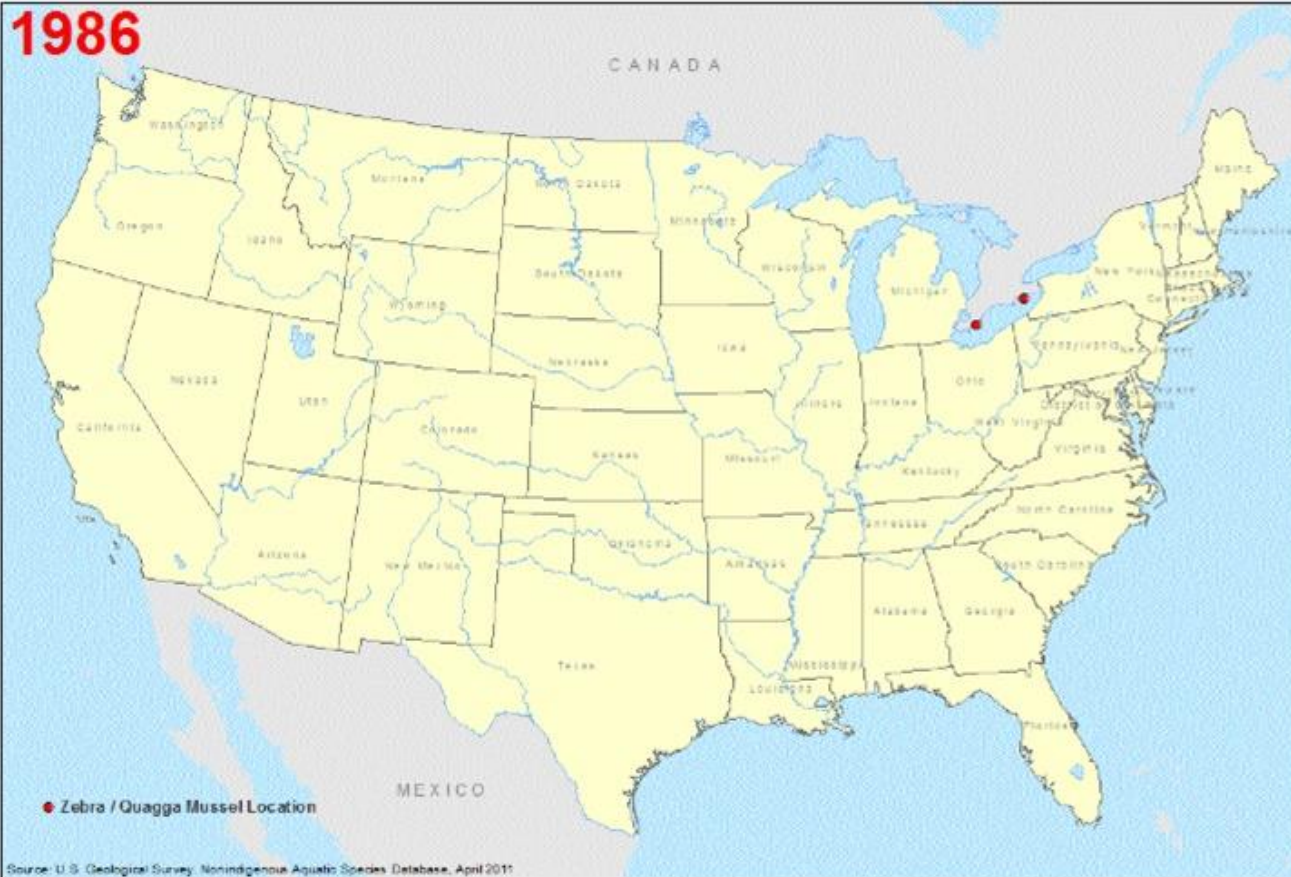 1986
CANADA
Washington
Montana
North Dakota
Minnesota
Maine
Oregon
Idaho
Vermont
South Dakota
Wisconsin
New York
Michigan
Wyoming
Iowa
Pennsylvania
Nebraska
Nevada
Utah
Ohio
Illinois
Indiana
California
Colorado
West Virginia
Virginia
Kansas
Missouri
Kentucky
North Carolina
Arizona
New Mexico
Oklahoma
Arkansas
South Carolina
Alabama
Georgia
Texas
Mississippi
Louisiana
MEXICO
Zebra / Quagga Mussel Location
Source: U.S. Geological Survey. Nonindigenous Aquatic Species Database, April 2011